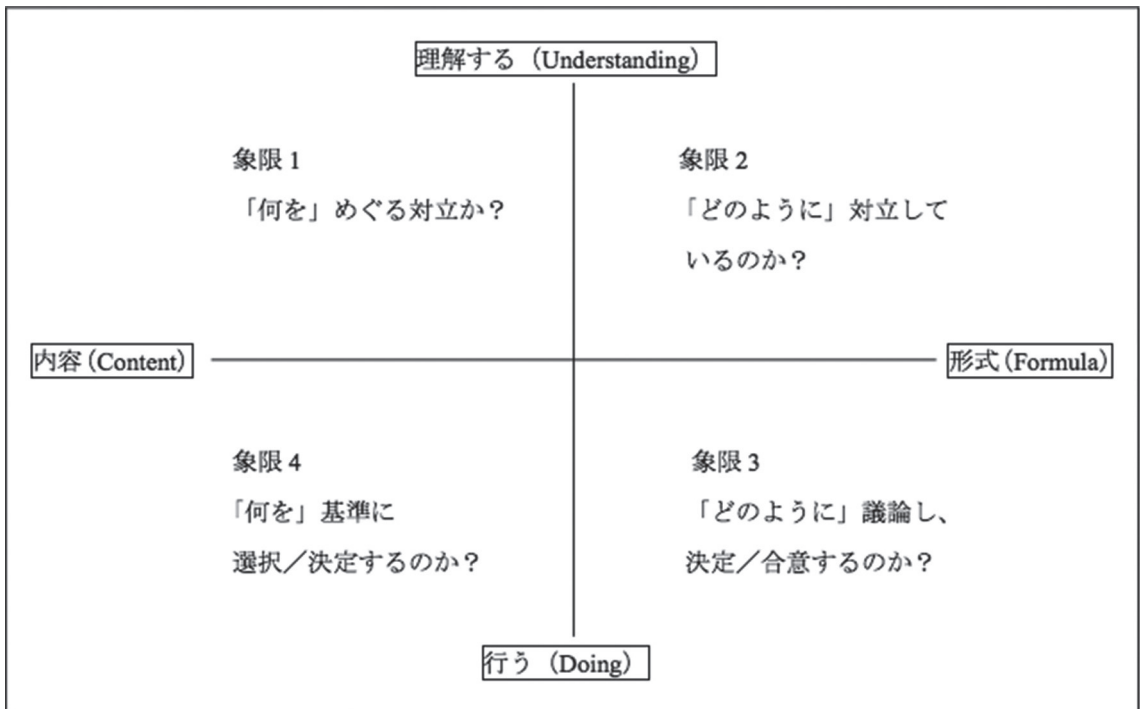 理解する（Understanding）
象限 1
「何を」めぐる対立か？
象限 2
「どのように」対立して
いるのか？
内容（Content）
形式（Formula）
象限 4
「何を」基準に
選択／決定するのか？
象限 3
「どのように」議論し、
決定／合意するのか？
行う（Doing）